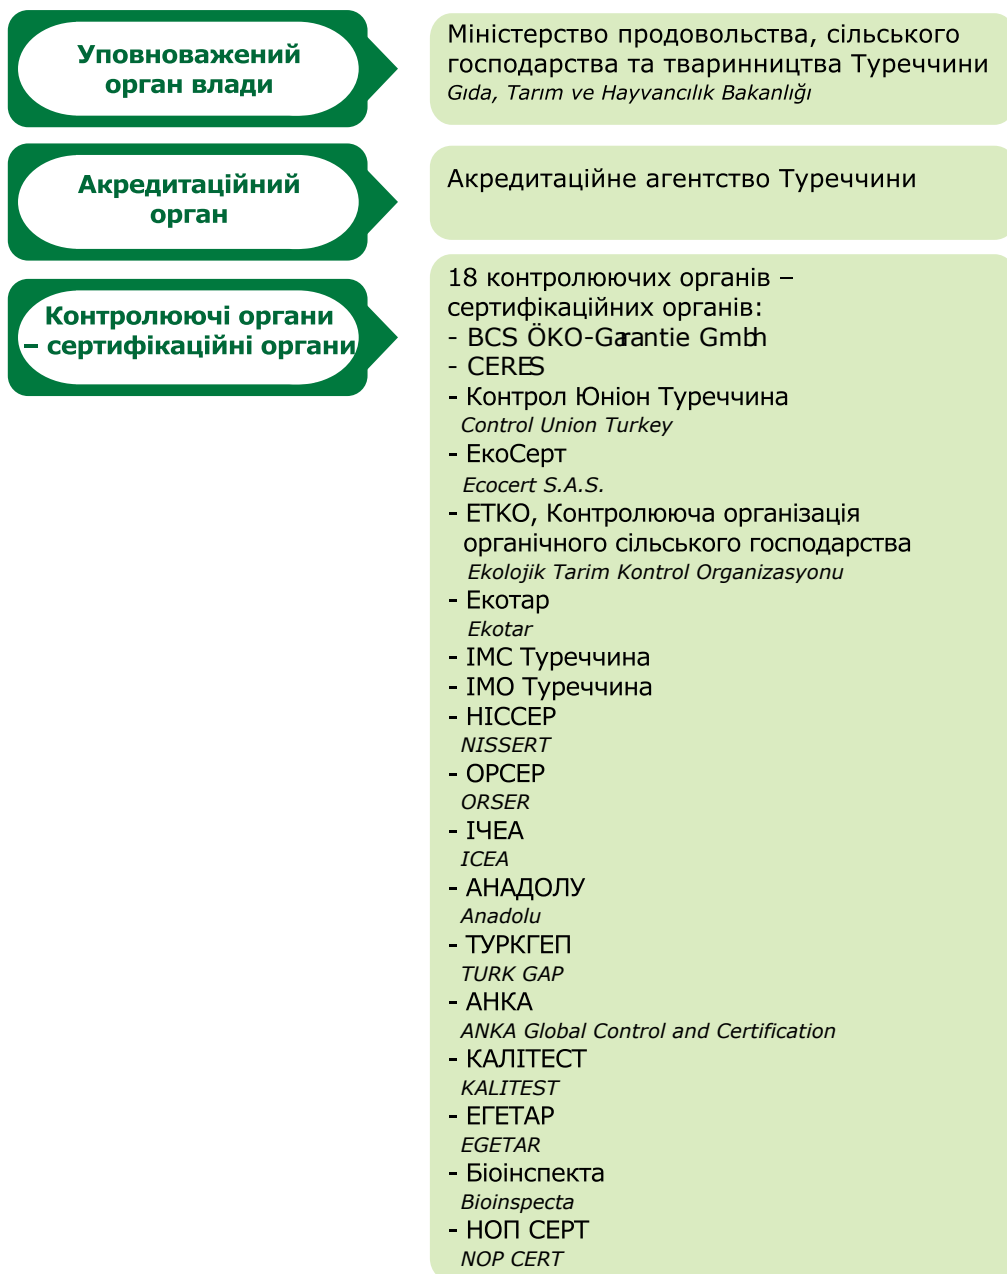 Уповноважений
орган влади
Міністерство продовольства, сільського
господарства та тваринництва Туреччини
Gıda, Tarım ve Hayvancılık Bakanlığı
Акредитаційний
орган
Акредитаційне агентство Туреччини
Контролюючі органи
– сертифікаційні органи
18 контролюючих органів –
сертифікаційних органів:
- BCS ÖKO-Garantie Gmbh
- CERES
- Контрол Юніон Туреччина
Control Union Turkey
- ЕкоСерт
Ecocert S.A.S.
- ЕТКО, Контролююча організація
органічного сільського господарства
Ekolojik Tarim Kontrol Organizasyonu
- Екотар
Ekotar
- ІМС Туреччина
- ІМО Туреччина
- НІССЕР
NISSERT
- ОРСЕР
ORSER
- ІЧЕА
ICEA
- АНАДОЛУ
Anadolu
- ТУРКГЕП
TURK GAP
- АНКА
ANKA Global Control and Certification
- КАЛІТЕСТ
KALITEST
- ЕГЕТАР
EGETAR
- Біоінспекта
Bioinspecta
- НОП СЕРТ
NOP CERT